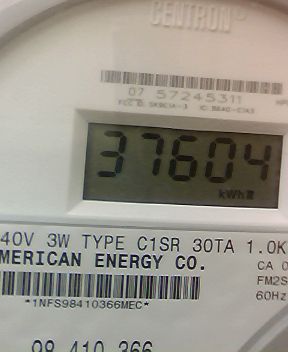 CENTRON®
07 57245311
37604
kWh
40V 3W TYPE C1SR 30TA 1.0K
MERICAN ENERGY CO.
CA 0
FM2S
60Hz
*1NFS98410366MEC*
98 410 366